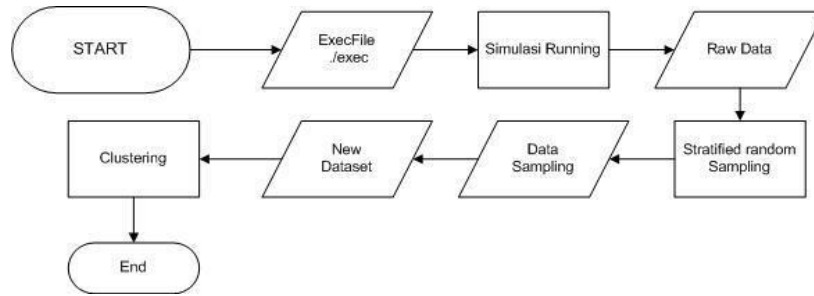 START
ExecFile
./exec
Simulasi Running
Raw Data
Stratified random
Sampling
Data
Sampling
New
Dataset
Clustering
End